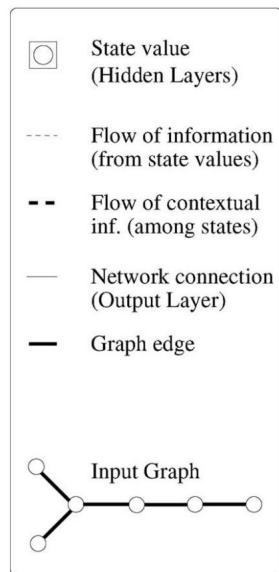 State value
(Hidden Layers)
Flow of information
(from state values)
Flow of contextual
inf. (among states)
Network connection
(Output Layer)
Graph edge
Input Graph